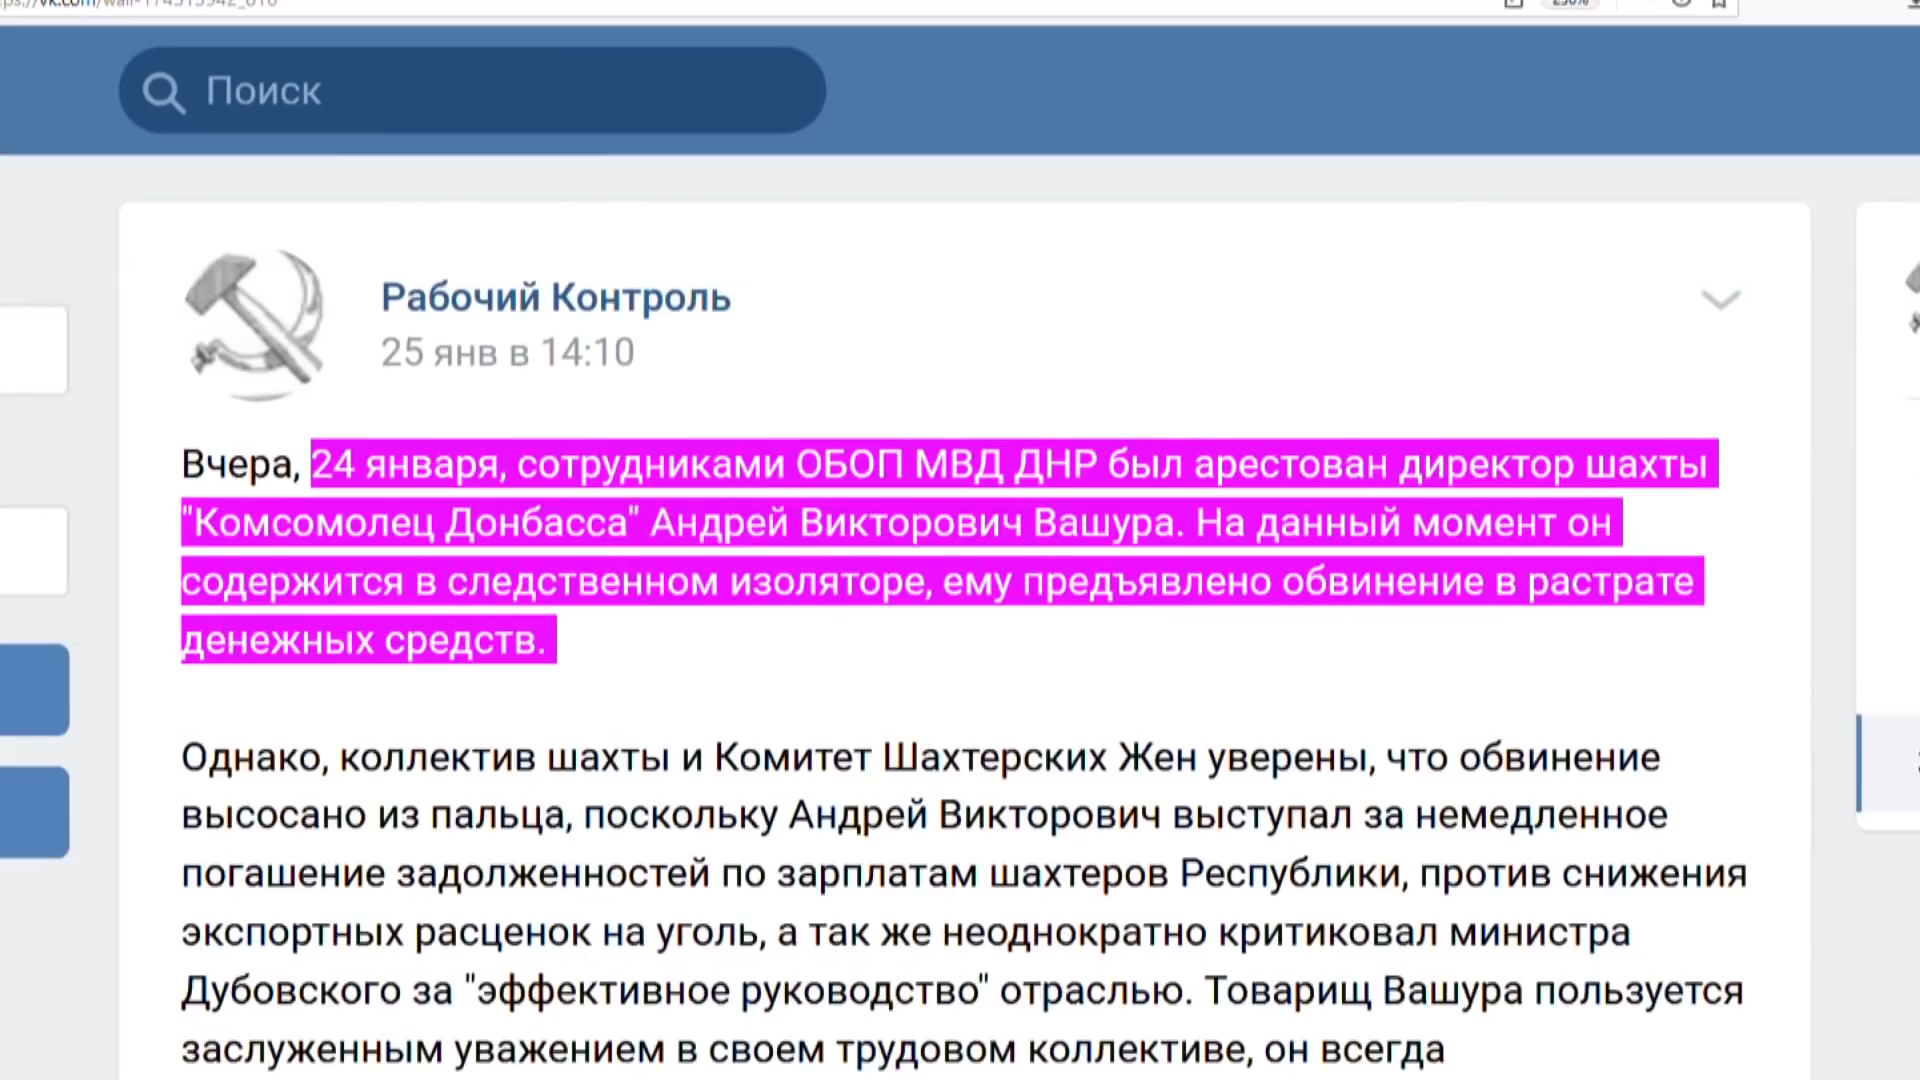 Поиск
Рабочий Контроль
25 янв в 14:10
Вчера, 24 января, сотрудниками ОБОП МВД ДНР был арестован директор шахты
"Комсомолец Донбасса" Андрей Викторович Вашура. На данный момент он
содержится в следственном изоляторе, ему предъявлено обвинение в растрате
денежных средств.
Однако, коллектив шахты и Комитет Шахтерских Жен уверены, что обвинение
высосано из пальца, поскольку Андрей Викторович выступал за немедленное
погашение задолженностей по зарплатам шахтеров Республики, против снижения
экспортных расценок на уголь, а так же неоднократно критиковал министра
Дубовского за "эффективное руководство" отраслью. Товарищ Вашура пользуется
заслуженным уважением в своем трудовом коллективе, он всегда